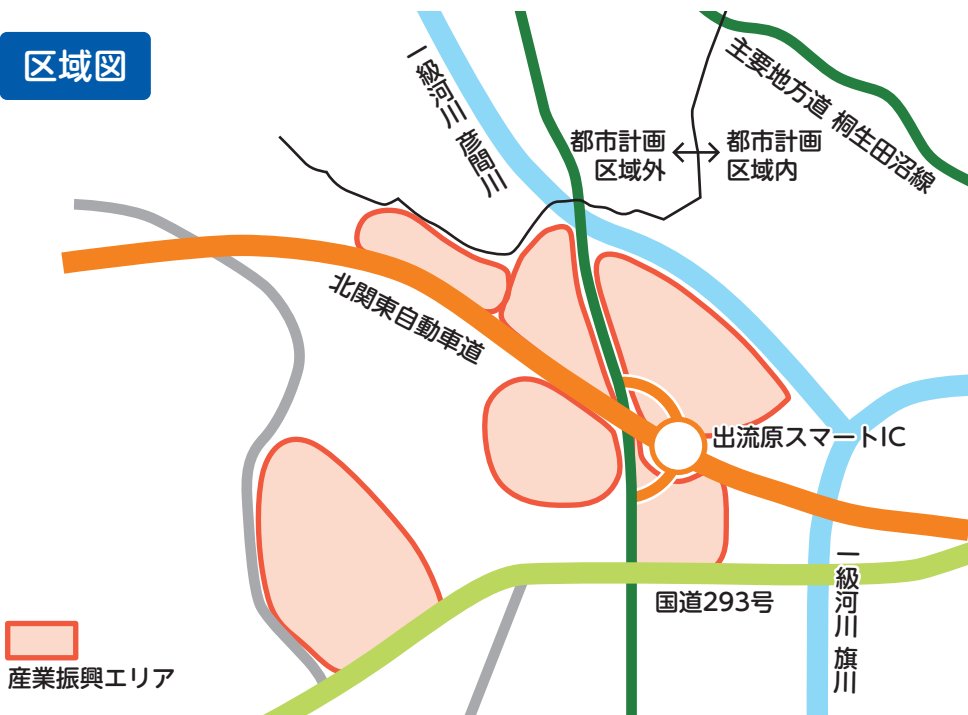 区域図
一級河川 彦間川
主要地方道 桐生田沼線
都市計画
区域外
都市計画
区域内
北関東自動車道
出流原スマートIC
国道293号
一級河川 旗川
産業振興エリア